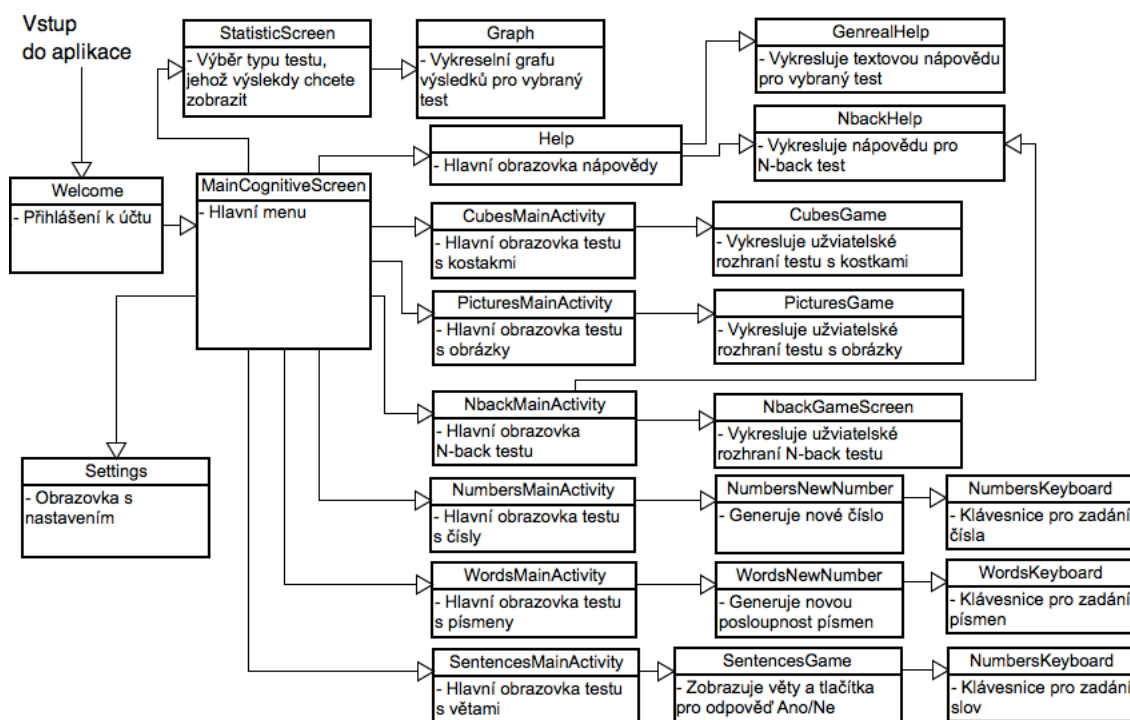 Vstup
do aplikace
StatisticScreen
- Výběr typu testu,
jehož výslekdy chcete
zobrazit
Graph
- Vykreselní grafu
výsledků pro vybraný
test
GenrealHelp
- Vykresluje textovou nápovědu
pro vybraný test
Help
- Hlavní obrazovka nápovědy
NbackHelp
- Vykresluje nápovědu pro
N-back test
Welcome
- Přihlášení k účtu
MainCognitiveScreen
- Hlavní menu
CubesMainActivity
- Hlavní obrazovka testu
s kostakmi
CubesGame
- Vykresluje užviatelské
rozhraní testu s kostkami
PicturesMainActivity
- Hlavní obrazovka testu
s obrázky
PicturesGame
- Vykresluje užviatelské
rozhraní testu s obrázky
NbackMainActivity
- Hlavní obrazovka
N-back testu
NbackGameScreen
- Vykresluje užviatelské
rozhraní N-back testu
Settings
- Obrazovka s
nastavením
NumbersMainActivity
- Hlavní obrazovka testu
s čísly
NumbersNewNumber
- Generuje nové číslo
NumbersKeyboard
- Klávesnice pro zadání
čísla
WordsMainActivity
- Hlavní obrazovka testu
s písmeny
WordsNewNumber
- Generuje novou
posloupnost písmen
WordsKeyboard
- Klávesnice pro zadání
písmen
SentencesMainActivity
- Hlavní obrazovka testu
s větami
SentencesGame
- Zobrazuje věty a tlačítka
pro odpověď Ano/Ne
NumbersKeyboard
- Klávesnice pro zadání
slov